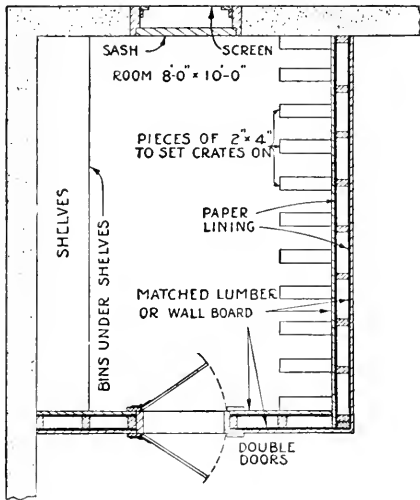 SASH
SCREEN
ROOM 8'-0" × 10'-0"
PIECES OF 2" × 4"
TO SET CRATES ON
PAPER
LINING
SHELVES
BINS UNDER SHELVES
MATCHED LUMBER
OR WALL BOARD
DOUBLE
DOORS